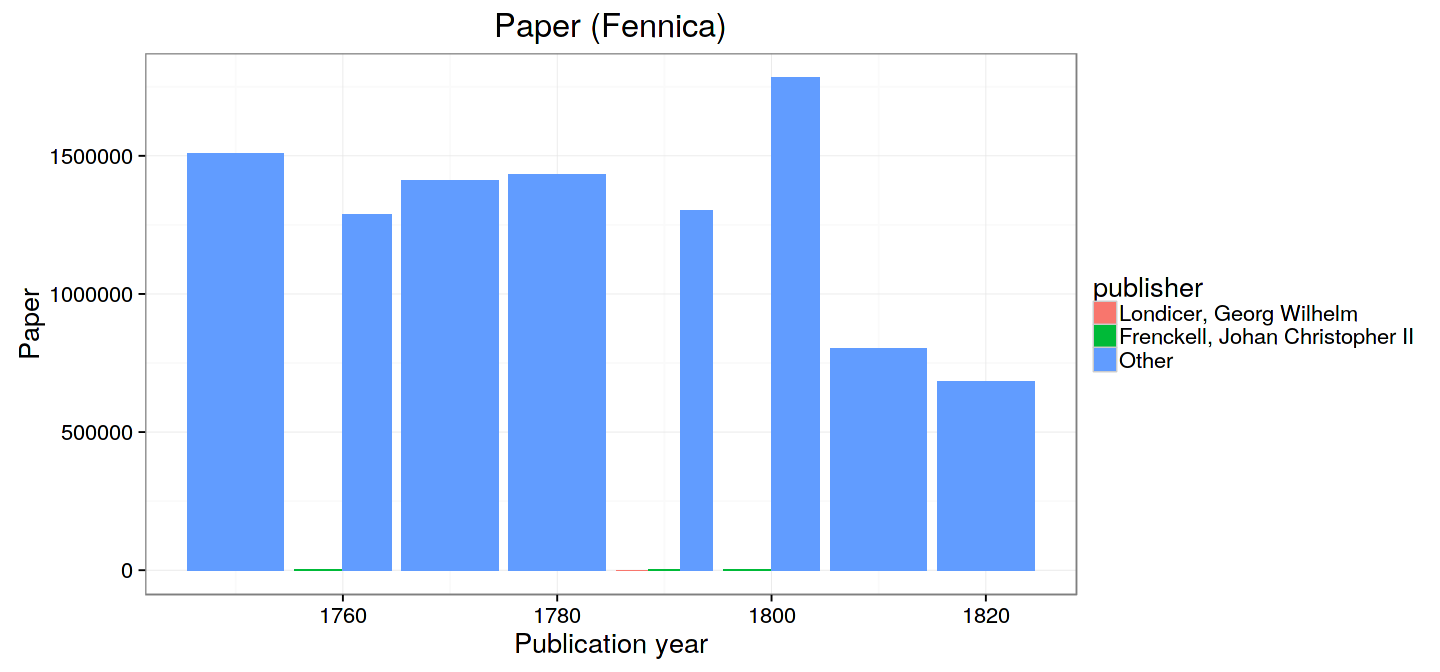 Paper (Fennica)
Paper
1500000
1000000
500000
0
1760
1780
1800
1820
Publication year
publisher
Londicer, Georg Wilhelm
Frenckell, Johan Christopher II
Other